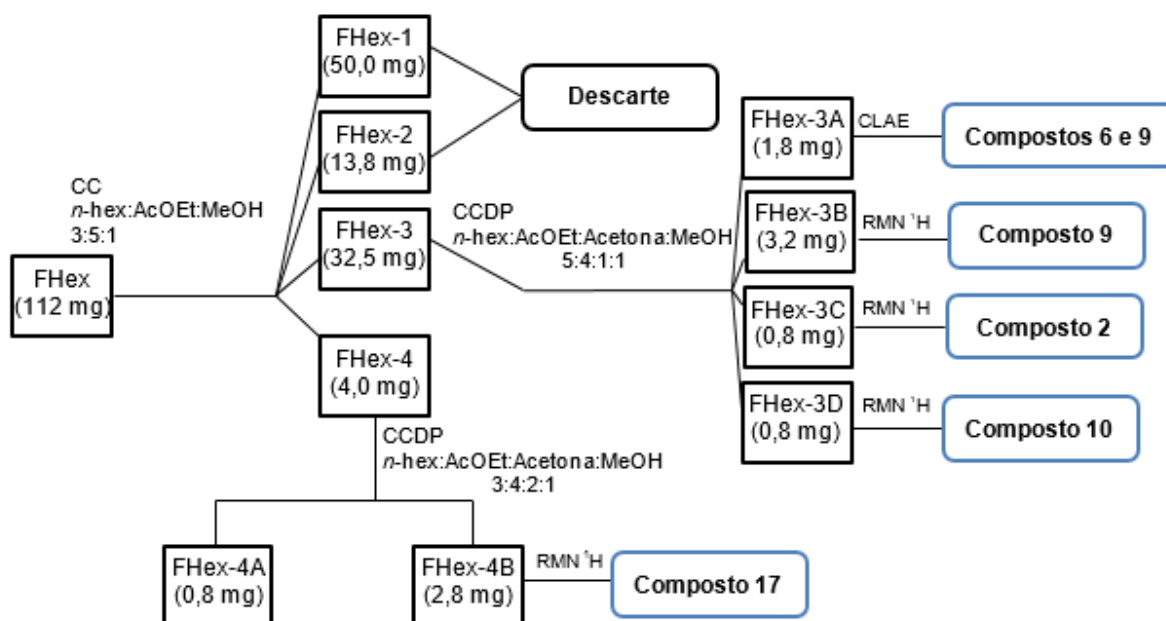 FHex-1
(50,0 mg)
Descarte
FHex-2
(13,8 mg)
FHex-3A
(1,8 mg)
CLAE
Compostos 6 e 9
CC
n-hex:AcOEt:MeOH
3:5:1
FHex-3
(32,5 mg)
CCDP
n-hex:AcOEt:Acetona:MeOH
5:4:1:1
FHex-3B
(3,2 mg)
RMN ¹H
Composto 9
FHex
(112 mg)
FHex-3C
(0,8 mg)
RMN ¹H
Composto 2
FHex-4
(4,0 mg)
FHex-3D
(0,8 mg)
RMN ¹H
Composto 10
CCDP
n-hex:AcOEt:Acetona:MeOH
3:4:2:1
FHex-4A
(0,8 mg)
FHex-4B
(2,8 mg)
RMN ¹H
Composto 17